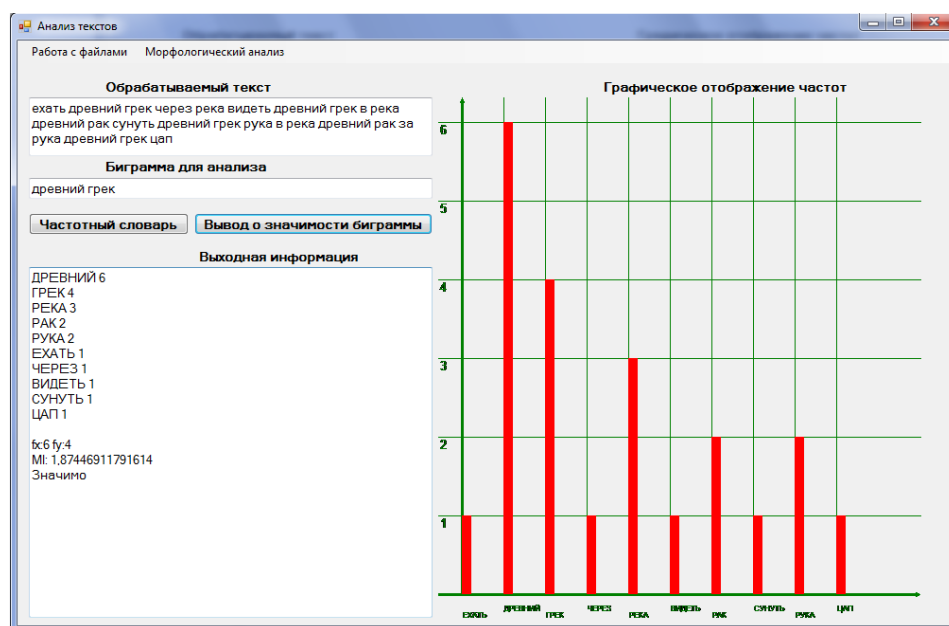 Анализ текстов
Работа с файлами Морфологический анализ
Обрабатываемый текст
ехать древний грек через река видеть древний грек в река
древний рак сунуть древний грек рука в река древний рак за
рука древний грек цап
Биграмма для анализа
древний грек
Частотный словарь Вывод о значимости биграммы
Выходная информация
ДРЕВНИЙ 6
ГРЕК 4
РЕКА 3
РАК 2
РУКА 2
ЕХАТЬ 1
ЧЕРЕЗ 1
ВИДЕТЬ 1
СУНУТЬ 1
ЦАП 1
fx:6 fy:4
MI: 1,87446911791614
Значимо
Графическое отображение частот
6
5
4
3
2
1
ЕХАТЬ ДРЕВНИЙ ГРЕК ЧЕРЕЗ РЕКА ВИДЕТЬ РАК СУНУТЬ РУКА ЦАП